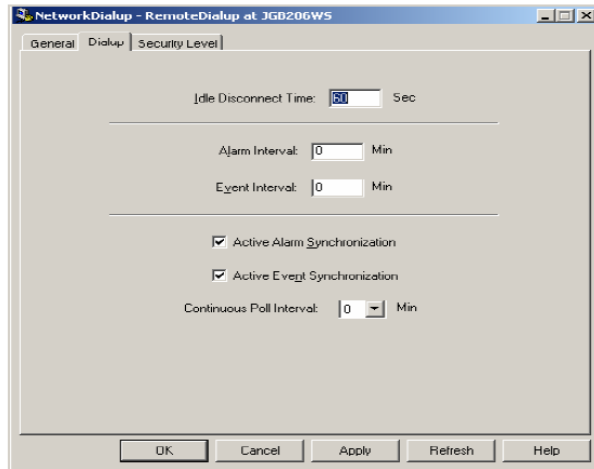 NetworkDialup - RemoteDialup at JGB206WS
General Dialup Security Level
Idle Disconnect Time: 60 Sec
Alarm Interval: 0 Min
Event Interval: 0 Min
Active Alarm Synchronization
Active Event Synchronization
Continuous Poll Interval: 0 Min
OK Cancel Apply Refresh Help